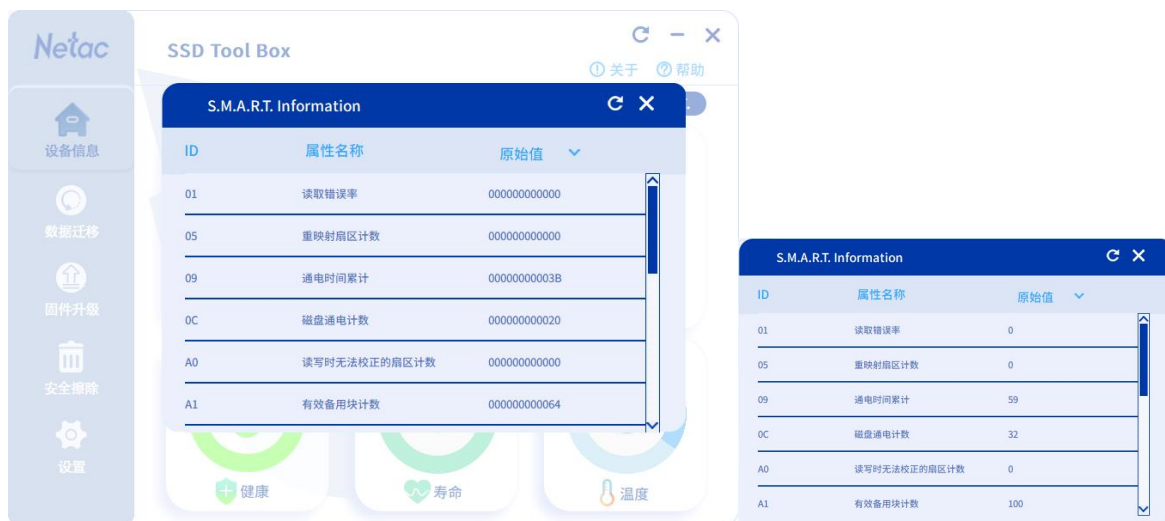 Netac
SSD Tool Box
关于 帮助
设备信息
数据迁移
固件升级
安全擦除
设置
S.M.A.R.T. Information
ID 属性名称 原始值
01 读取错误率 000000000000
05 重映射扇区计数 000000000000
09 通电时间累计 00000000003B
0C 磁盘通电计数 000000000020
A0 读写时无法校正的扇区计数 000000000000
A1 有效备用块计数 000000000064
健康 寿命 温度
S.M.A.R.T. Information
ID 属性名称 原始值
01 读取错误率 0
05 重映射扇区计数 0
09 通电时间累计 59
0C 磁盘通电计数 32
A0 读写时无法校正的扇区计数 0
A1 有效备用块计数 100